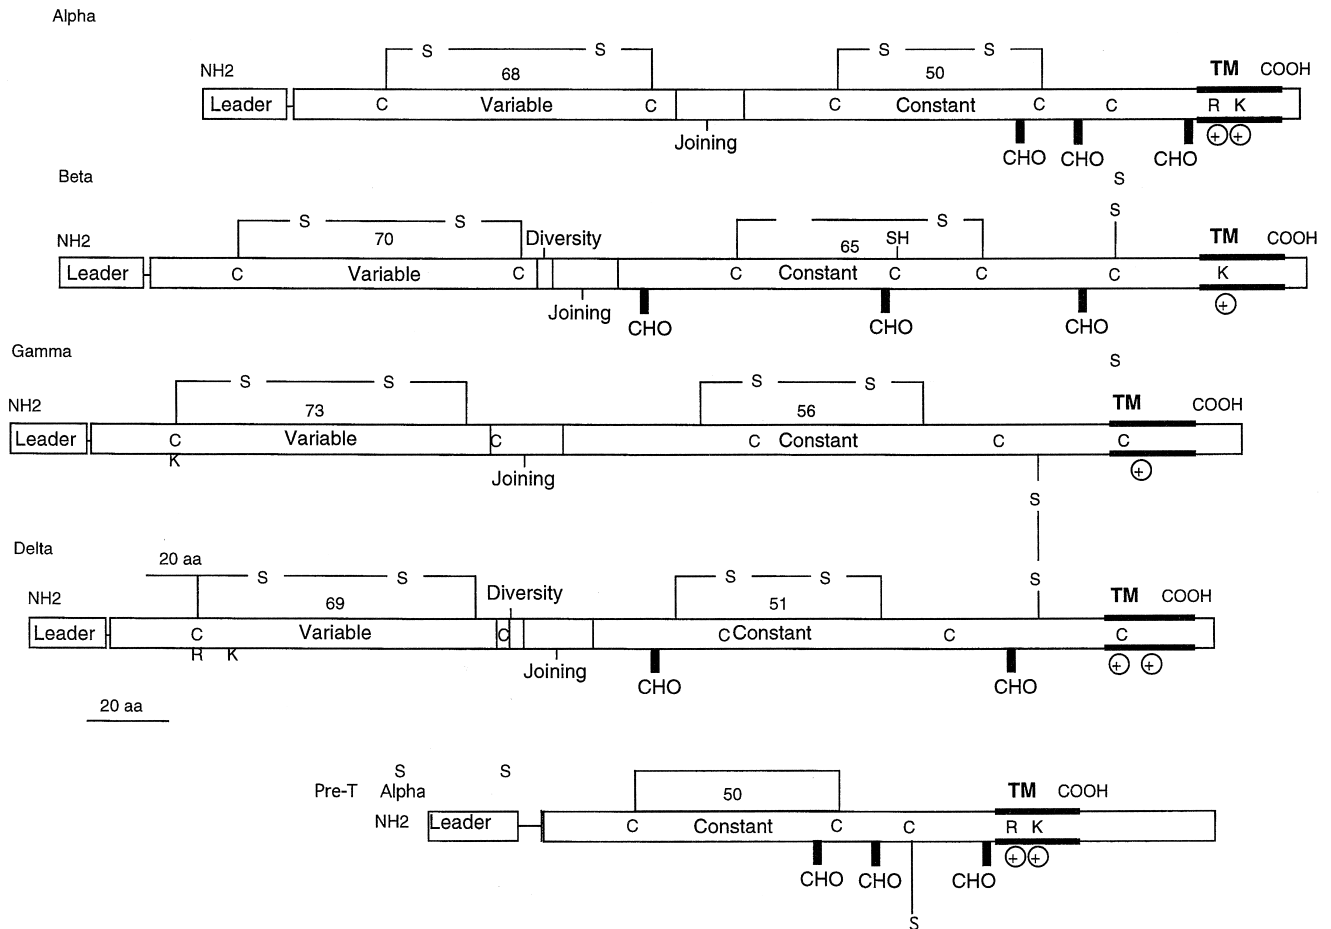 Alpha
S S S S
NH2 68 50 TM COOH
Leader C Variable C C Constant C C R K
+ +
Joining CHO CHO CHO
Beta S
S S S S
NH2 70 Diversity 65 SH TM COOH
Leader C Variable C C Constant C C C K
+
Joining CHO CHO CHO
Gamma S
S S S S
NH2 73 56 TM COOH
Leader C Variable C C Constant C C
K +
Joining
S
Delta
20 aa S S S S S
NH2 69 Diversity 51 TM COOH
Leader C Variable C C Constant C C
R K + +
Joining CHO CHO
20 aa
S S
Pre-T Alpha 50 TM COOH
NH2 Leader C Constant C C R K
+ +
CHO CHO CHO
S